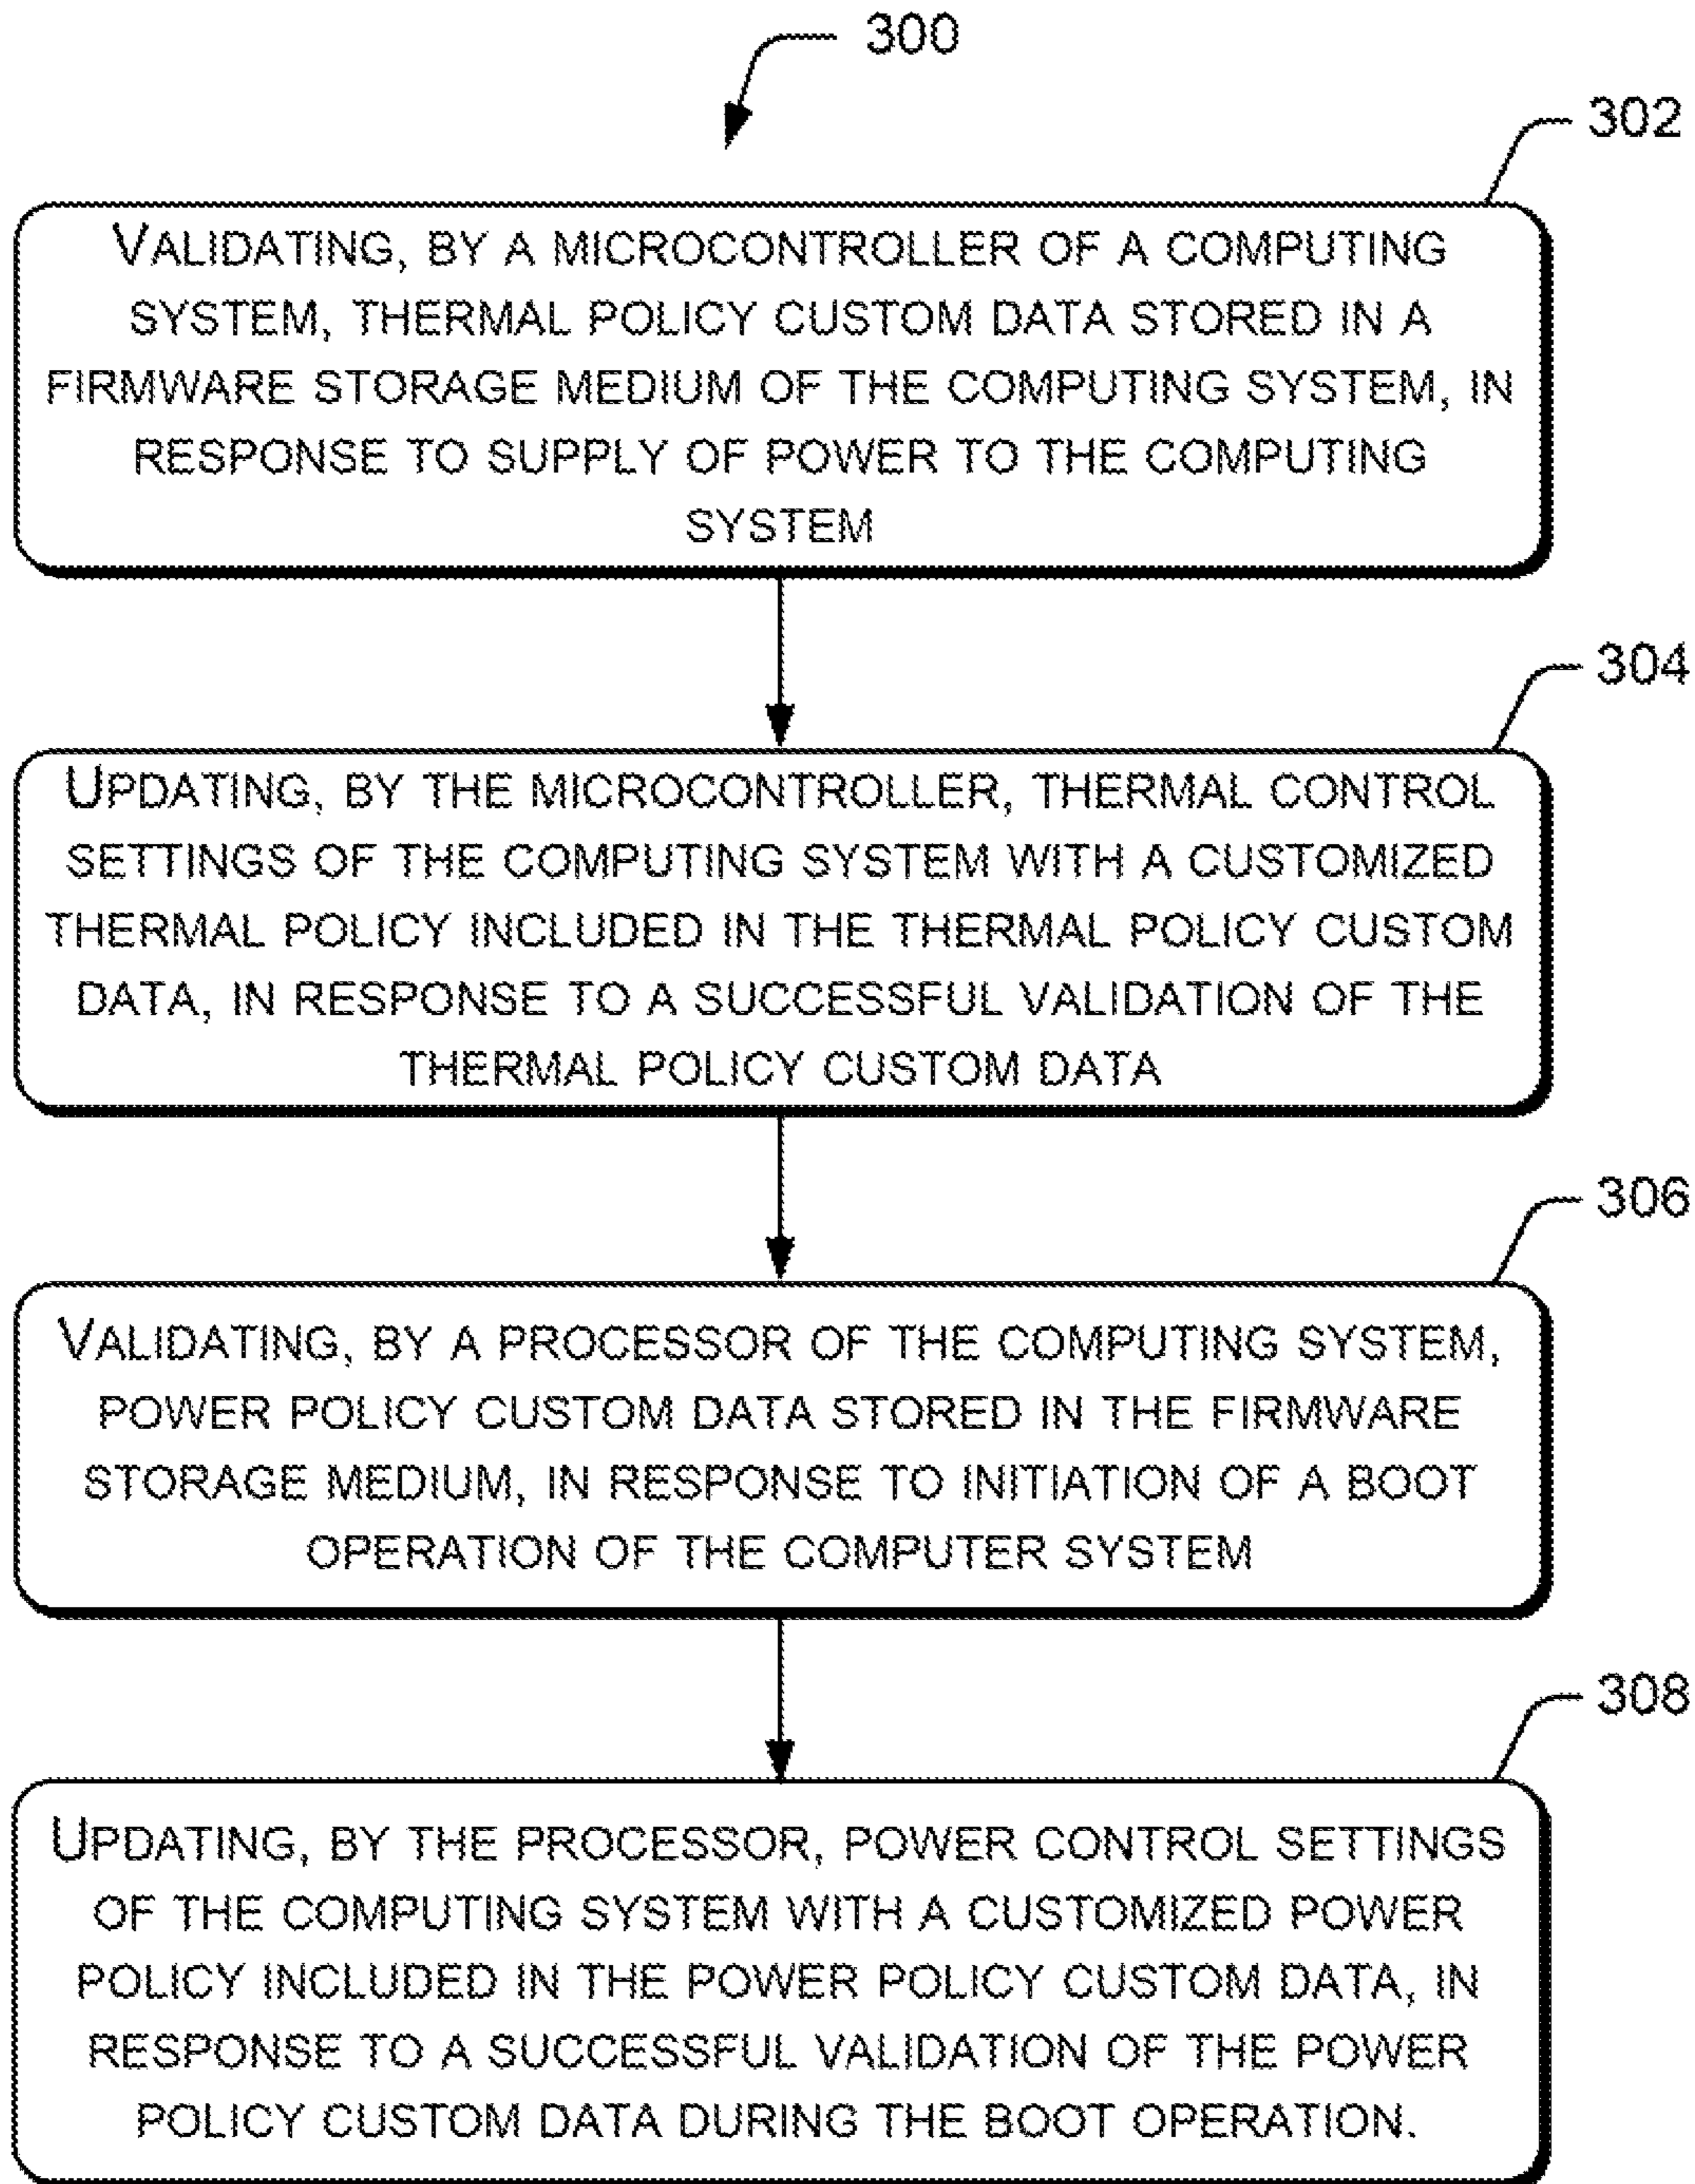 300
302
VALIDATING, BY A MICROCONTROLLER OF A COMPUTING
SYSTEM, THERMAL POLICY CUSTOM DATA STORED IN A
FIRMWARE STORAGE MEDIUM OF THE COMPUTING SYSTEM, IN
RESPONSE TO SUPPLY OF POWER TO THE COMPUTING
SYSTEM
304
UPDATING, BY THE MICROCONTROLLER, THERMAL CONTROL
SETTINGS OF THE COMPUTING SYSTEM WITH A CUSTOMIZED
THERMAL POLICY INCLUDED IN THE THERMAL POLICY CUSTOM
DATA, IN RESPONSE TO A SUCCESSFUL VALIDATION OF THE
THERMAL POLICY CUSTOM DATA
306
VALIDATING, BY A PROCESSOR OF THE COMPUTING SYSTEM,
POWER POLICY CUSTOM DATA STORED IN THE FIRMWARE
STORAGE MEDIUM, IN RESPONSE TO INITIATION OF A BOOT
OPERATION OF THE COMPUTER SYSTEM
308
UPDATING, BY THE PROCESSOR, POWER CONTROL SETTINGS
OF THE COMPUTING SYSTEM WITH A CUSTOMIZED POWER
POLICY INCLUDED IN THE POWER POLICY CUSTOM DATA, IN
RESPONSE TO A SUCCESSFUL VALIDATION OF THE POWER
POLICY CUSTOM DATA DURING THE BOOT OPERATION.